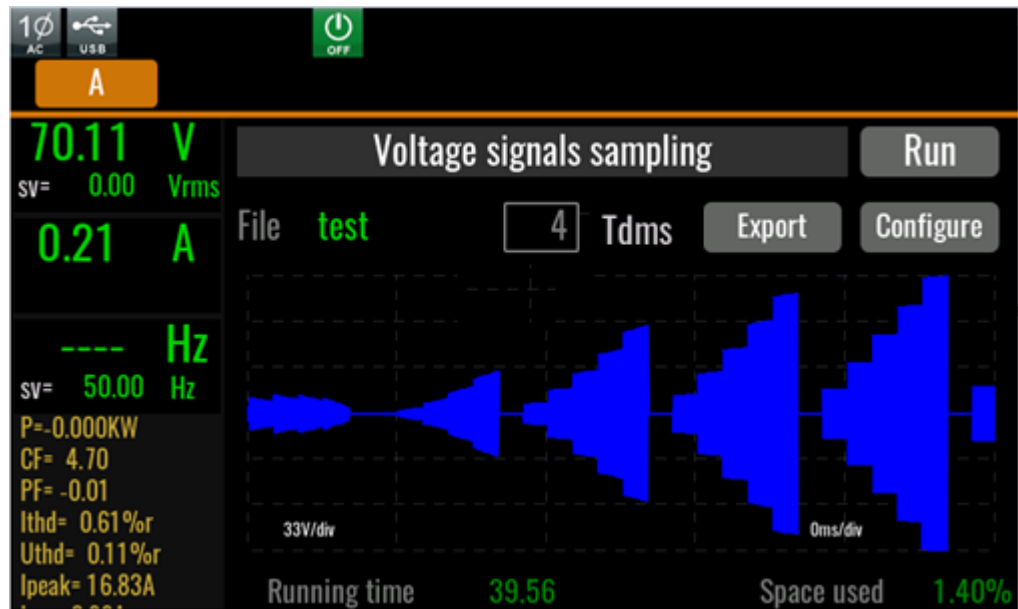 1Ø
AC
USB
OFF
A
70.11 V
sv= 0.00 Vrms
0.21 A
---- Hz
sv= 50.00 Hz
P=-0.000KW
CF= 4.70
PF= -0.01
Ithd= 0.61%r
Uthd= 0.11%r
Ipeak= 16.83A
Voltage signals sampling
Run
File test 4 Tdms Export Configure
33V/div
0ms/div
Running time 39.56 Space used 1.40%